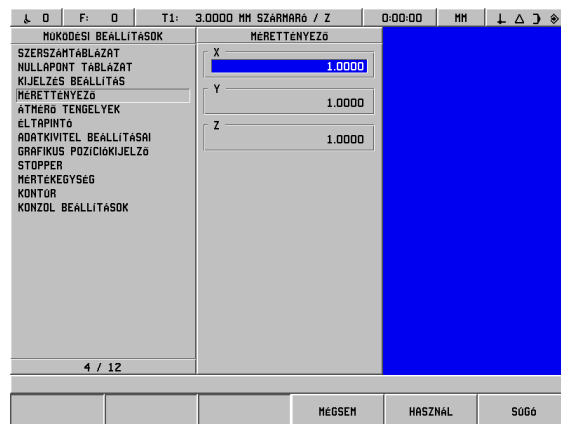 0 F: 0 T1: 3.0000 MM SZÁRMARÓ / Z 0:00:00 MM
MŰKÖDÉSI BEÁLLÍTÁSOK
SZERSZÁMTÁBLÁZAT
NULLAPONT TÁBLÁZAT
KIJELZÉS BEÁLLÍTÁS
MÉRETTÉNYEZŐ
ÁTMÉRŐ TENGELYEK
ÉLTAPINTÓ
ADATKIVITEL BEÁLLÍTÁSAI
GRAFIKUS POZÍCIÓKIJELZŐ
STOPPER
MÉRTÉKEGYSÉG
KONTÚR
KONZOL BEÁLLÍTÁSOK
4 / 12
MÉRETTÉNYEZŐ
X
1.0000
Y
1.0000
Z
1.0000
MÉGSEM HASZNÁL SÚGÓ